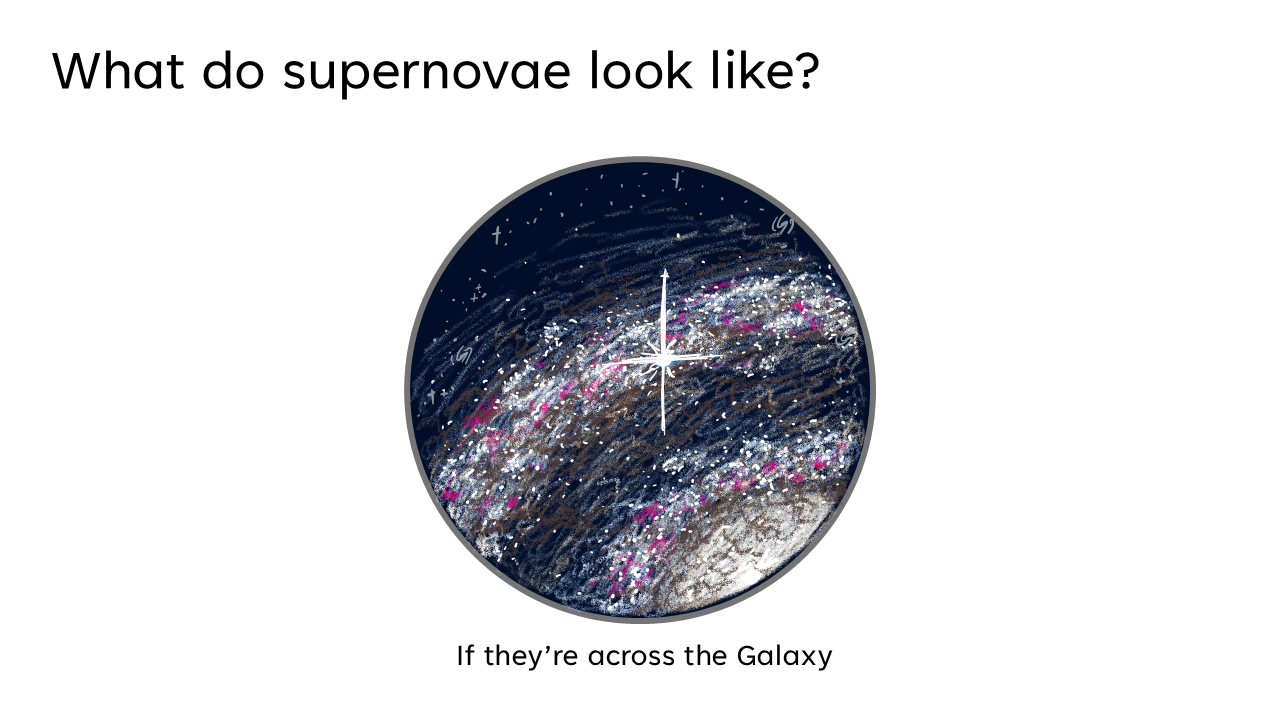 What do supernovae look like?
If they’re across the Galaxy